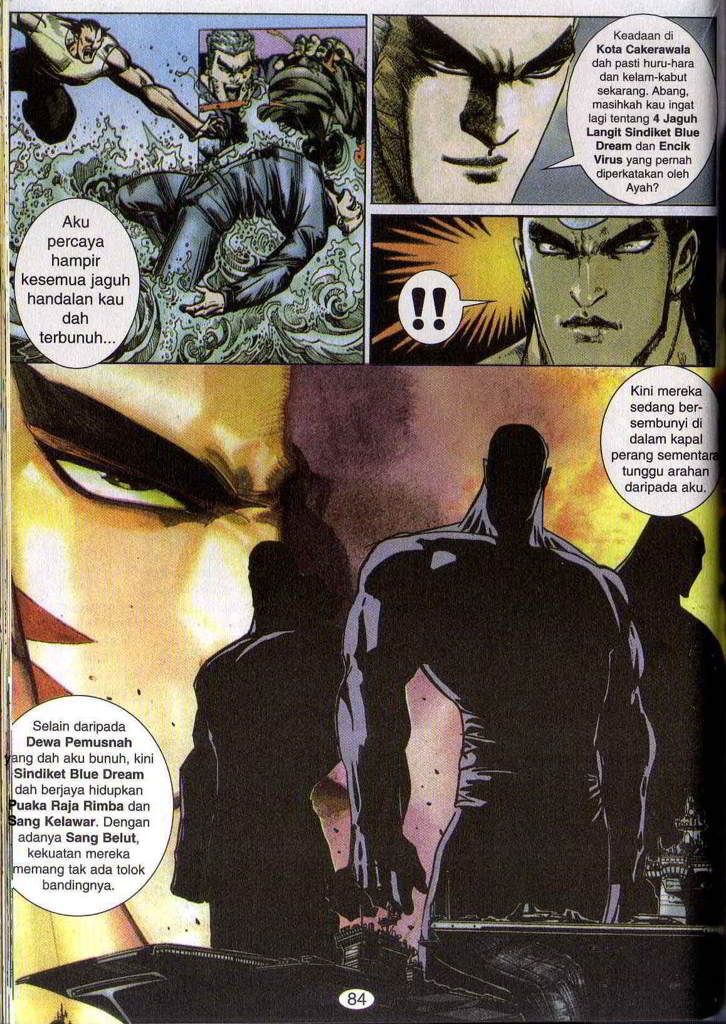 Aku
percaya
hampir
kesemua jaguh
handalan kau
dah
terbunuh...
Keadaan di
Kota Cakerawala
dah pasti huru-hara
dan kelam-kabut
sekarang. Abang,
masihkah kau ingat
lagi tentang 4 Jaguh
Langit Sindiket Blue
Dream dan Encik
Virus yang pernah
diperkatakan oleh
Ayah?
!!
Kini mereka
sedang ber-
sembunyi di
dalam kapal
perang sementara
tunggu arahan
daripada aku.
Selain daripada
Dewa Pemusnah
yang dah aku bunuh, kini
Sindiket Blue Dream
dah berjaya hidupkan
Puaka Raja Rimba dan
Sang Kelawar. Dengan
adanya Sang Belut,
kekuatan mereka
memang tak ada tolok
bandingnya.
84